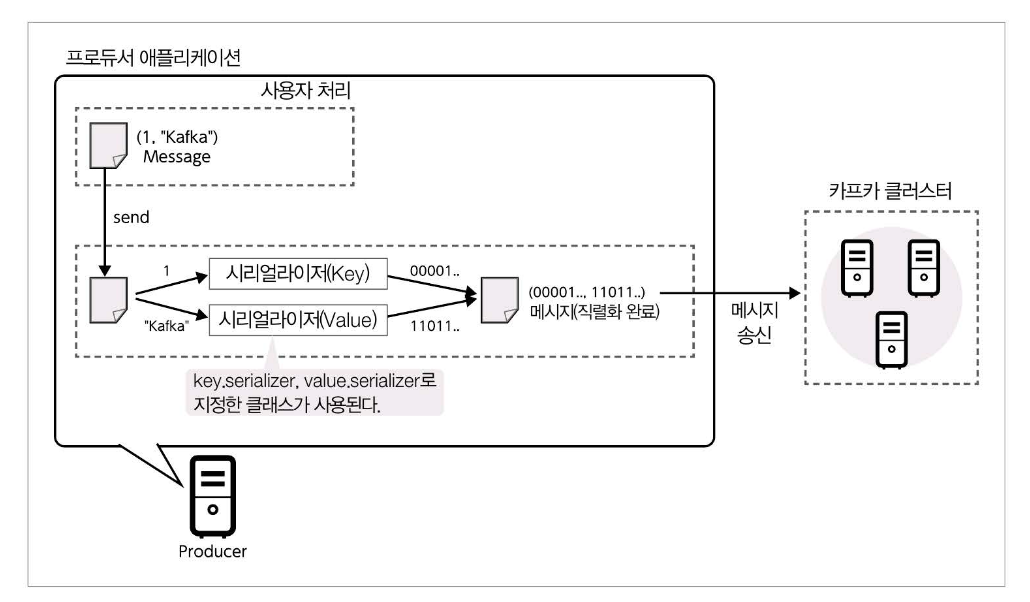 프로듀서 애플리케이션
사용자 처리
(1, "Kafka")
Message
send
1
시리얼라이저(Key)
00001..
"Kafka"
시리얼라이저(Value)
11011..
(00001.., 11011..)
메시지(직렬화 완료)
key.serializer, value.serializer로
지정한 클래스가 사용된다.
메시지
송신
카프카 클러스터
Producer